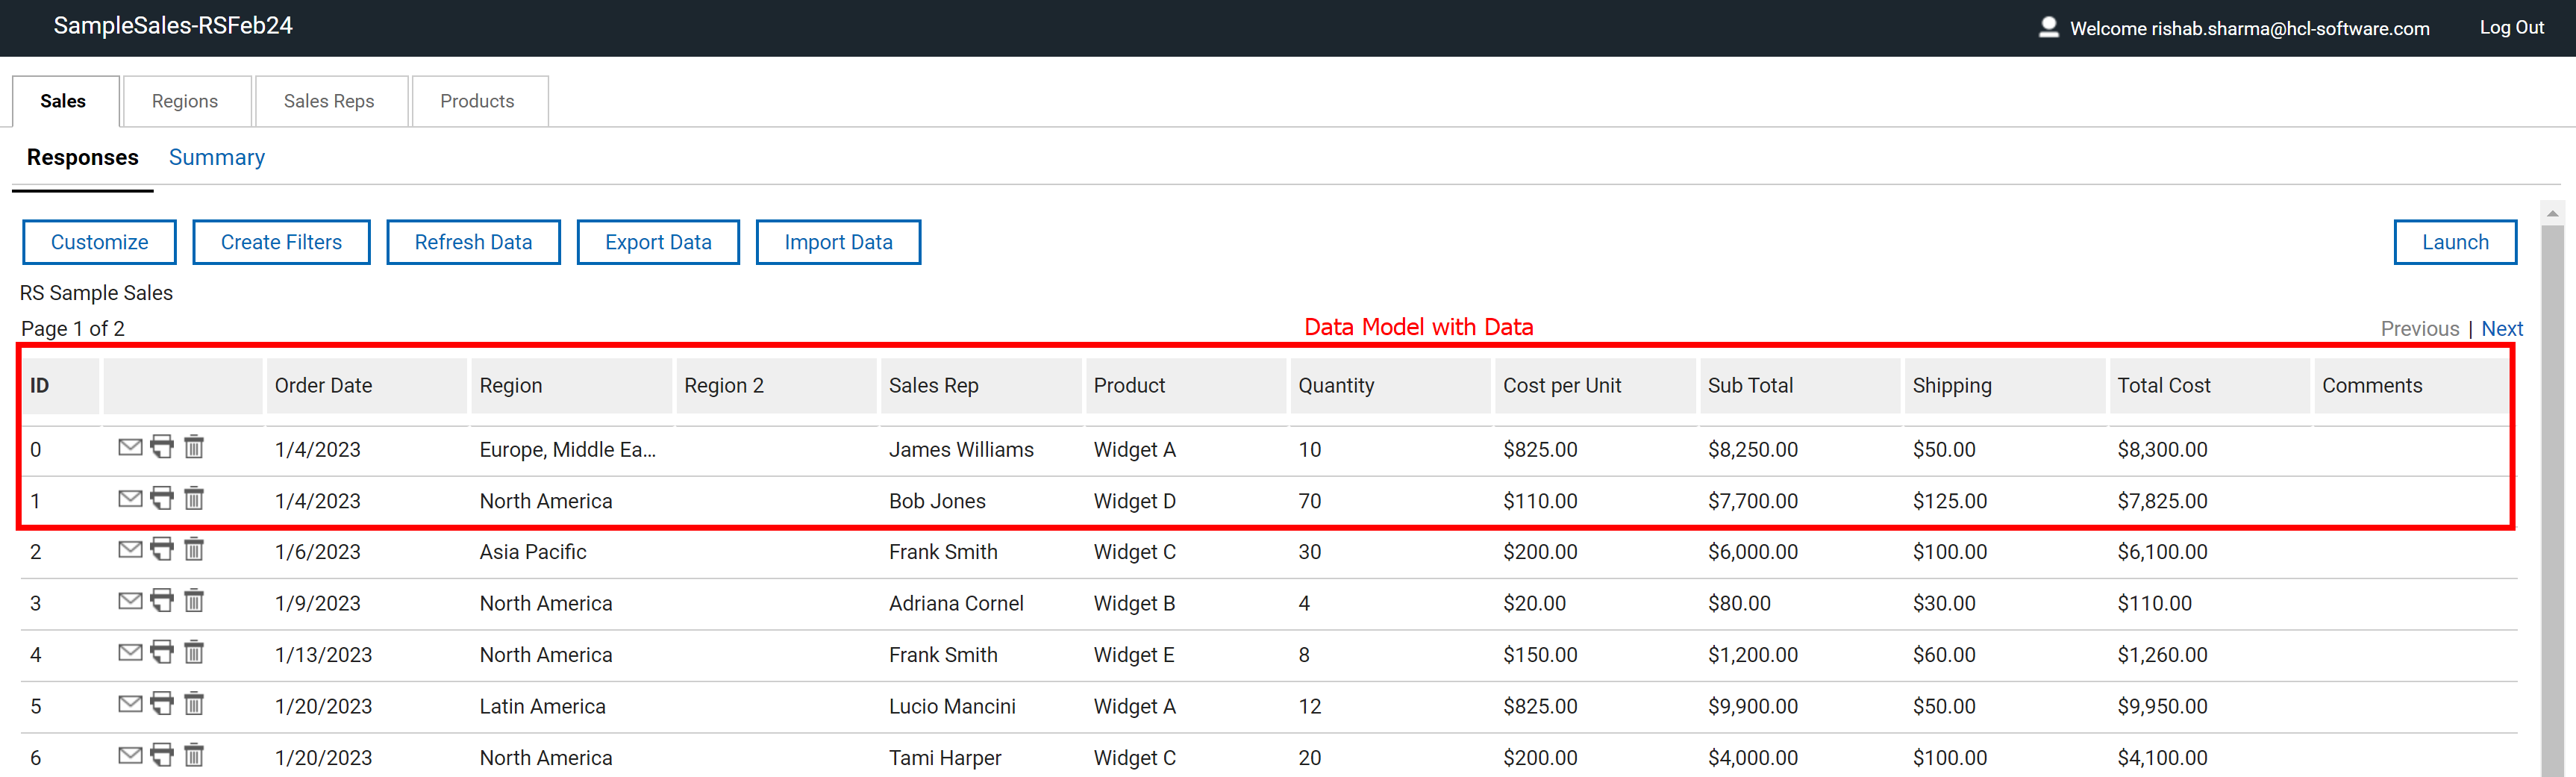 SampleSales-RSFeb24 Welcome rishab.sharma@hcl-software.com Log Out
Sales Regions Sales Reps Products
Responses Summary
Customize Create Filters Refresh Data Export Data Import Data Launch
RS Sample Sales
Page 1 of 2 Data Model with Data Previous | Next
ID Order Date Region Region 2 Sales Rep Product Quantity Cost per Unit Sub Total Shipping Total Cost Comments
0 1/4/2023 Europe, Middle Ea... James Williams Widget A 10 $825.00 $8,250.00 $50.00 $8,300.00
1 1/4/2023 North America Bob Jones Widget D 70 $110.00 $7,700.00 $125.00 $7,825.00
2 1/6/2023 Asia Pacific Frank Smith Widget C 30 $200.00 $6,000.00 $100.00 $6,100.00
3 1/9/2023 North America Adriana Cornel Widget B 4 $20.00 $80.00 $30.00 $110.00
4 1/13/2023 North America Frank Smith Widget E 8 $150.00 $1,200.00 $60.00 $1,260.00
5 1/20/2023 Latin America Lucio Mancini Widget A 12 $825.00 $9,900.00 $50.00 $9,950.00
6 1/20/2023 North America Tami Harper Widget C 20 $200.00 $4,000.00 $100.00 $4,100.00